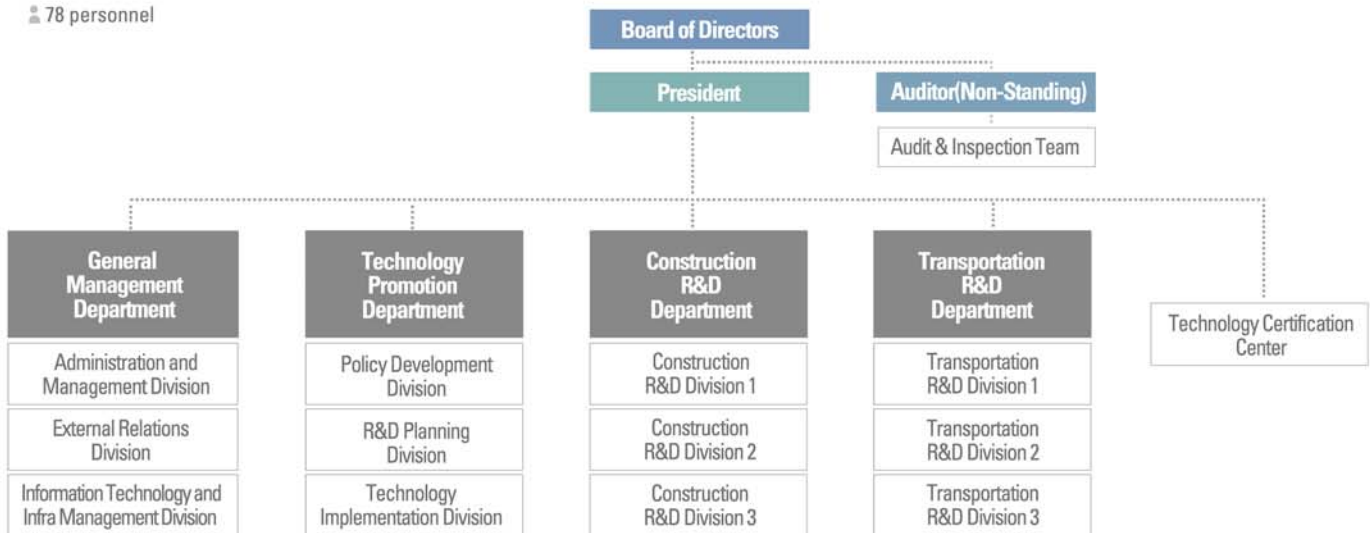 78 personnel
Board of Directors
President
Auditor(Non-Standing)
Audit & Inspection Team
General
Management
Department
Administration and
Management Division
External Relations
Division
Information Technology and
Infra Management Division
Technology
Promotion
Department
Policy Development
Division
R&D Planning
Division
Technology
Implementation Division
Construction
R&D
Department
Construction
R&D Division 1
Construction
R&D Division 2
Construction
R&D Division 3
Transportation
R&D
Department
Transportation
R&D Division 1
Transportation
R&D Division 2
Transportation
R&D Division 3
Technology Certification
Center